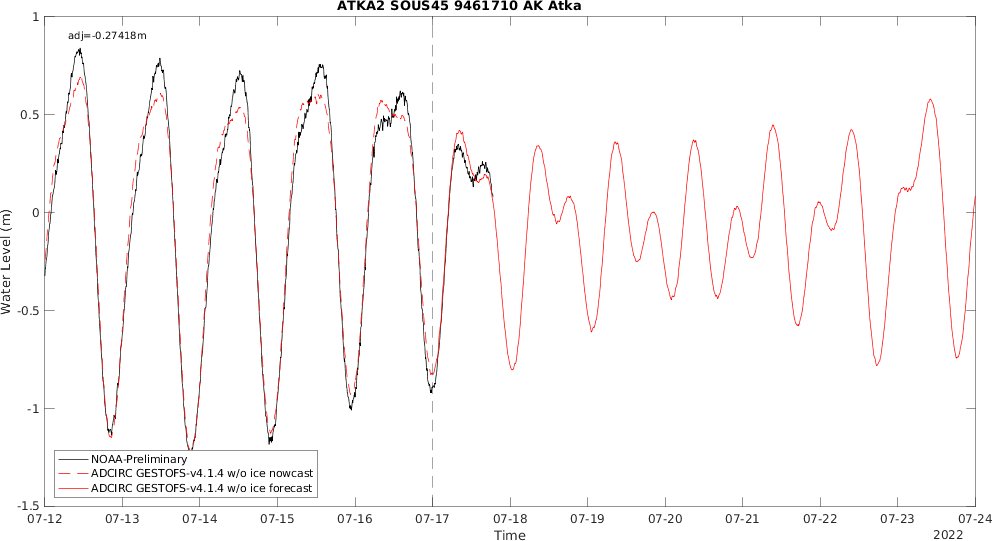 ATKA2 SOUS45 9461710 AK Atka
adj=-0.27418m
1
0.5
0
-0.5
-1
-1.5
Water Level (m)
NOAA-Preliminary
ADCIRC GESTOFS-v4.1.4 w/o ice nowcast
ADCIRC GESTOFS-v4.1.4 w/o ice forecast
07-12 07-13 07-14 07-15 07-16 07-17 07-18 07-19 07-20 07-21 07-22 07-23 07-24
Time
2022